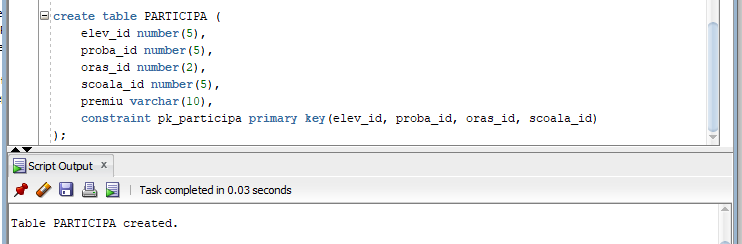 create table PARTICIPA (
elev_id number(5),
proba_id number(5),
oras_id number(2),
scoala_id number(5),
premiu varchar(10),
constraint pk_participa primary key(elev_id, proba_id, oras_id, scoala_id)
);
Script Output x
Task completed in 0.03 seconds
Table PARTICIPA created.